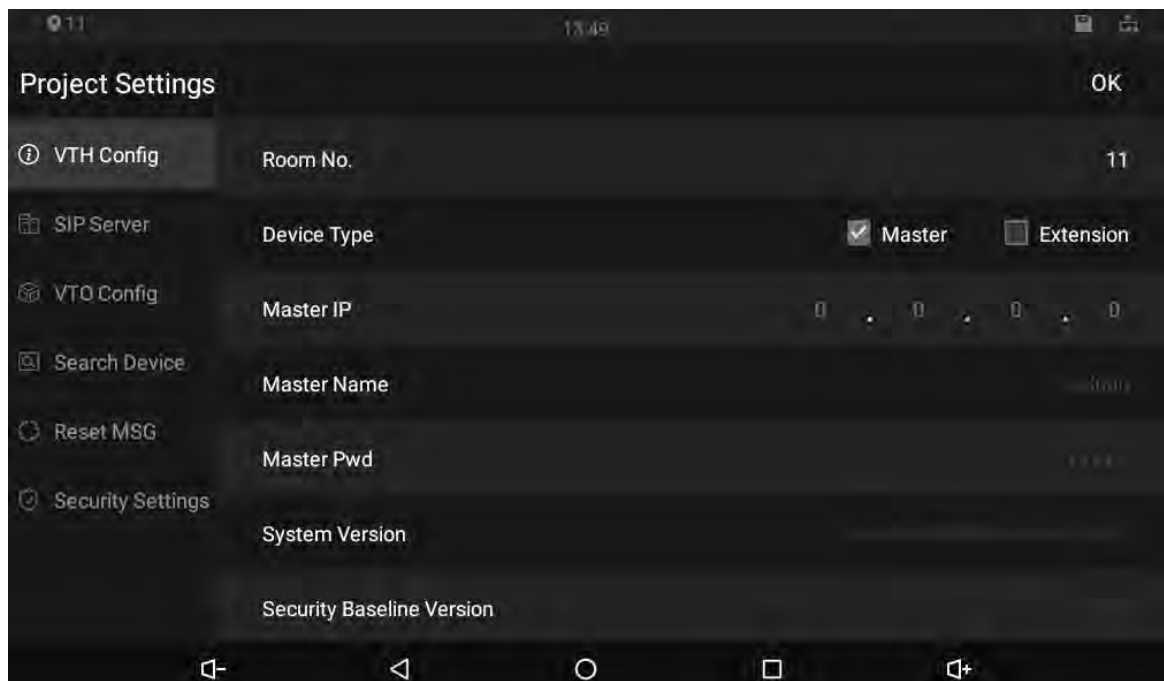 11 13:49
Project Settings OK
VTH Config
Room No. 11
SIP Server
Device Type Master Extension
VTO Config
Master IP 0 . 0 . 0 . 0
Search Device
Master Name admin
Reset MSG
Master Pwd
Security Settings
System Version
Security Baseline Version